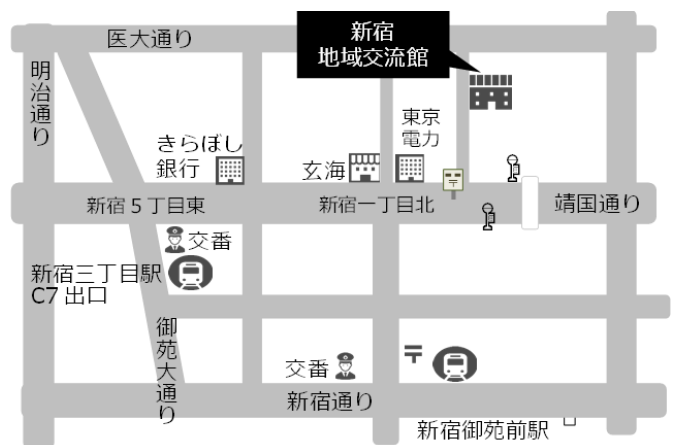 新宿
地域交流館
医大通り
明治通り
東京
電力
きらぼし
銀行
玄海
〒
新宿５丁目東
新宿一丁目北
靖国通り
交番
新宿三丁目駅
C7 出口
御苑大通り
〒
交番
新宿通り
新宿御苑前駅